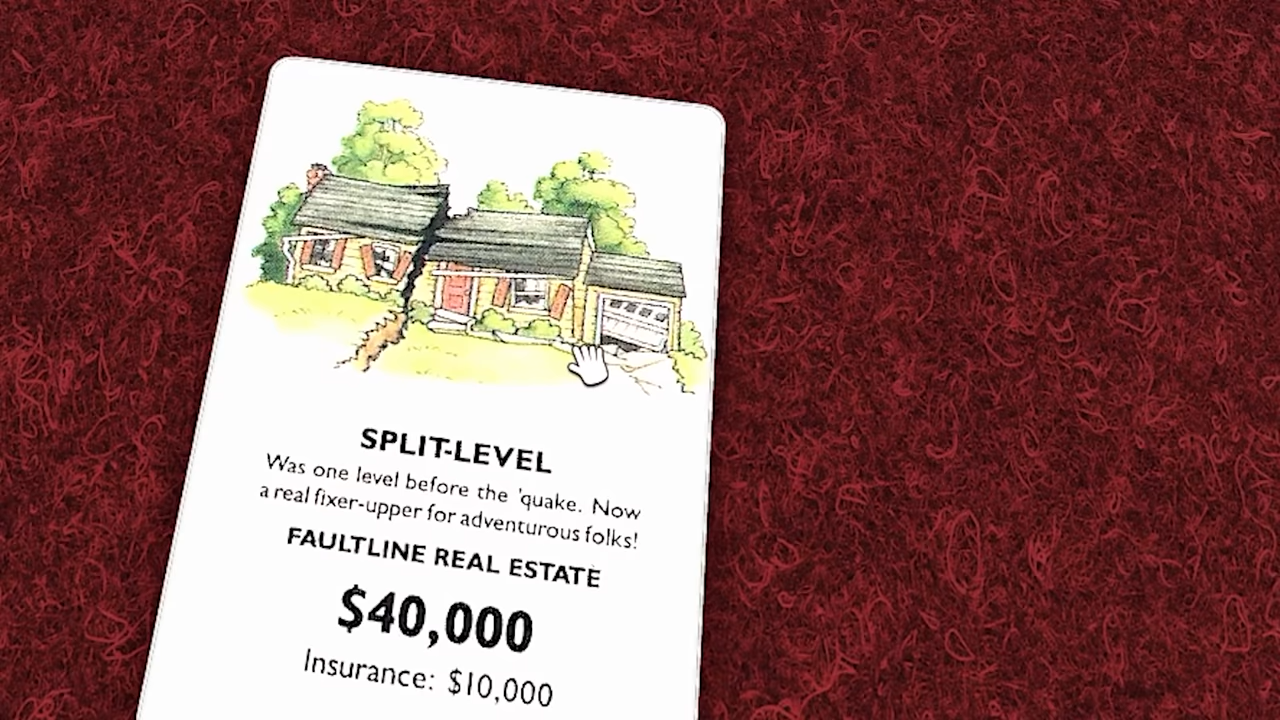 SPLIT-LEVEL
Was one level before the 'quake. Now
a real fixer-upper for adventurous folks!
FAULTLINE REAL ESTATE
$40,000
Insurance: $10,000